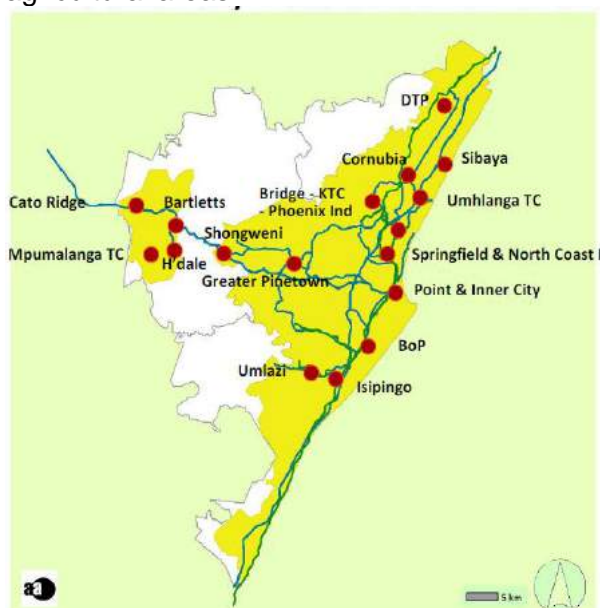 DTP
Cornubia
Sibaya
Bridge - KTC
- Phoenix Ind
Umhlanga TC
Cato Ridge
Bartletts
Shongweni
Mpumalanga TC
H'dale
Springfield & North Coast
Greater Pinetown
Point & Inner City
BoP
Umlazi
Isipingo
aa
5 km